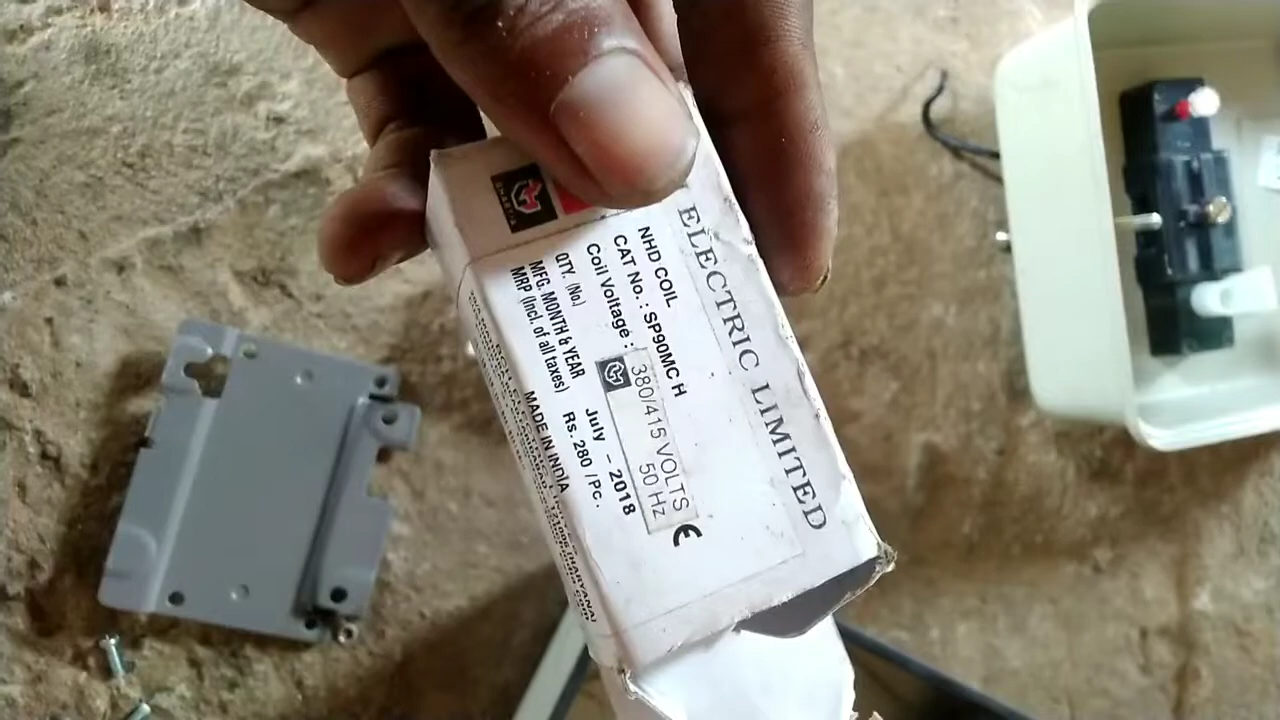 ELECTRIC LIMITED
NHD COIL
CAT No.: SP90MC H
Coil Voltage : 380/415 VOLTS
50 Hz
QTY. (No.)
MFG. MONTH & YEAR July - 2018
MRP (Incl. of all taxes) Rs. 280 /Pc.
MADE IN INDIA